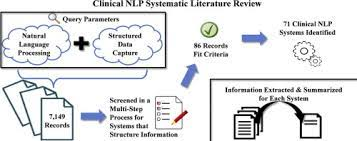 Clinical NLP Systematic Literature Review
Query Parameters
Natural
Language
Processing
Structured
Data
Capture
7,149
Records
Screened in a
Multi-Step
Process for
Systems that
Structure Information
86 Records
Fit Criteria
71 Clinical NLP
Systems Identified
Information Extracted & Summarized
for Each System